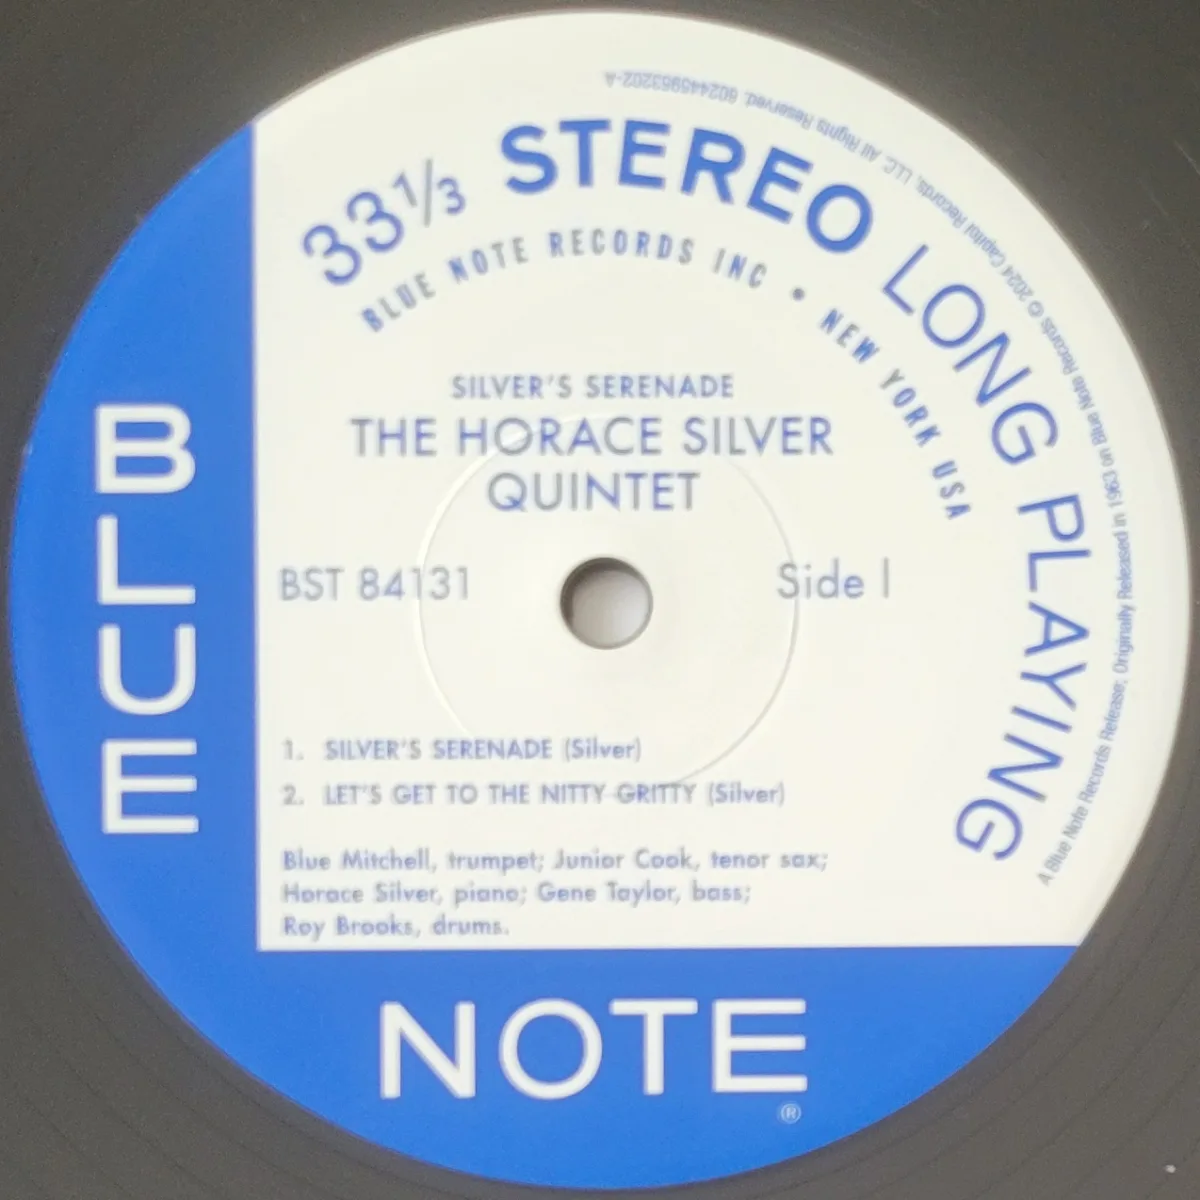 33⅓ STEREO LONG PLAYING
BLUE NOTE RECORDS INC • NEW YORK USA
SILVER'S SERENADE
THE HORACE SILVER
QUINTET
BST 84131
Side 1
1. SILVER'S SERENADE (Silver)
2. LET'S GET TO THE NITTY GRITTY (Silver)
Blue Mitchell, trumpet; Junior Cook, tenor sax;
Horace Silver, piano; Gene Taylor, bass;
Roy Brooks, drums.
BLUE
NOTE
®
A Blue Note Records Release; Originally Released in 1963 on Blue Note Records © 2024 Capitol Records, LLC. All Rights Reserved. 602445963202-A